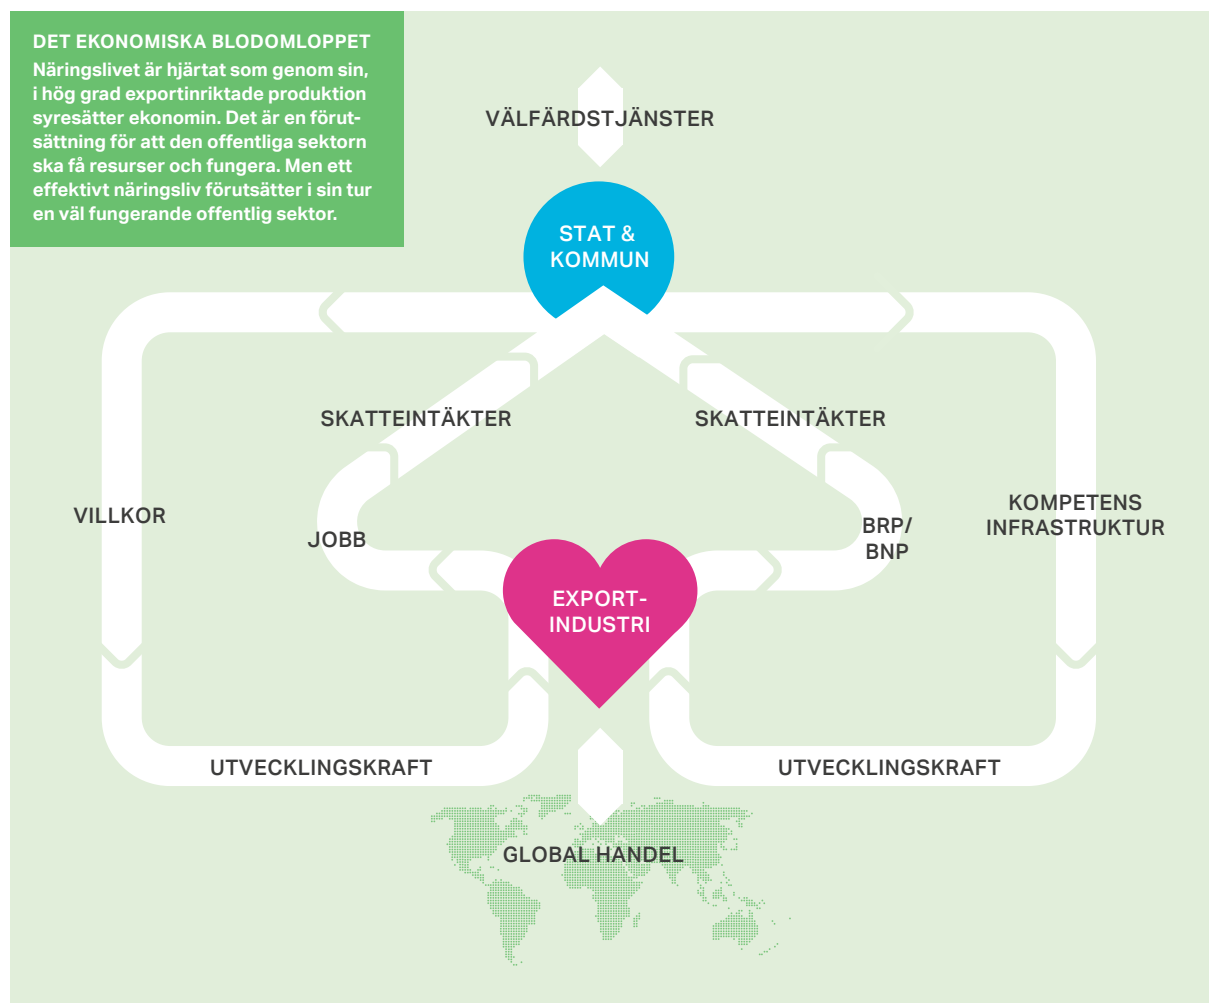 DET EKONOMISKA BLODOMLOPPET
Näringslivet är hjärtat som genom sin,
i hög grad exportinriktade produktion
syresätter ekonomin. Det är en förut-
sättning för att den offentliga sektorn
ska få resurser och fungera. Men ett
effektivt näringsliv förutsätter i sin tur
en väl fungerande offentlig sektor.
VÄLFÄRDSTJÄNSTER
STAT &
KOMMUN
SKATTEINTÄKTER
SKATTEINTÄKTER
VILLKOR
JOBB
BRP/
BNP
KOMPETENS
INFRASTRUKTUR
EXPORT-
INDUSTRI
UTVECKLINGSKRAFT
UTVECKLINGSKRAFT
GLOBAL HANDEL